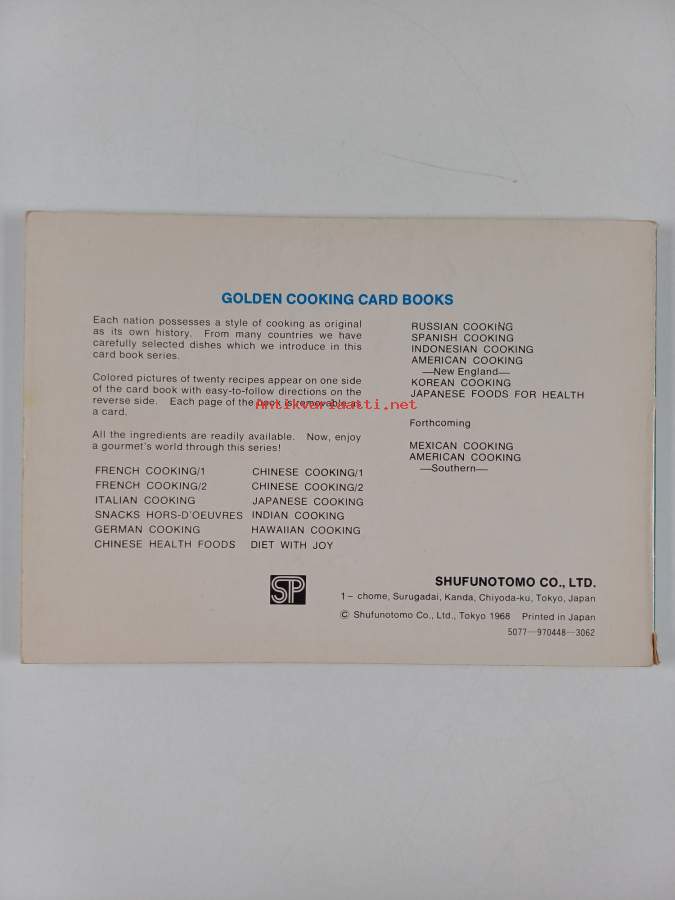 GOLDEN COOKING CARD BOOKS
Each nation possesses a style of cooking as original
as its own history. From many countries we have
carefully selected dishes which we introduce in this
card book series.
Colored pictures of twenty recipes appear on one side
of the card book with easy-to-follow directions on the
reverse side. Each page of the book is removable as
a card.
Antikvariaatti.net
All the ingredients are readily available. Now, enjoy
a gourmet's world through this series!
FRENCH COOKING/1
FRENCH COOKING/2
ITALIAN COOKING
SNACKS HORS-D'OEUVRES
GERMAN COOKING
CHINESE HEALTH FOODS
CHINESE COOKING/1
CHINESE COOKING/2
JAPANESE COOKING
INDIAN COOKING
HAWAIIAN COOKING
DIET WITH JOY
RUSSIAN COOKING
SPANISH COOKING
INDONESIAN COOKING
AMERICAN COOKING
—New England—
KOREAN COOKING
JAPANESE FOODS FOR HEALTH
Forthcoming
MEXICAN COOKING
AMERICAN COOKING
—Southern—
SP
SHUFUNOTOMO CO., LTD.
1– chome, Surugadai, Kanda, Chiyoda-ku, Tokyo, Japan
© Shufunotomo Co., Ltd., Tokyo 1968 Printed in Japan
5077—970448—3062